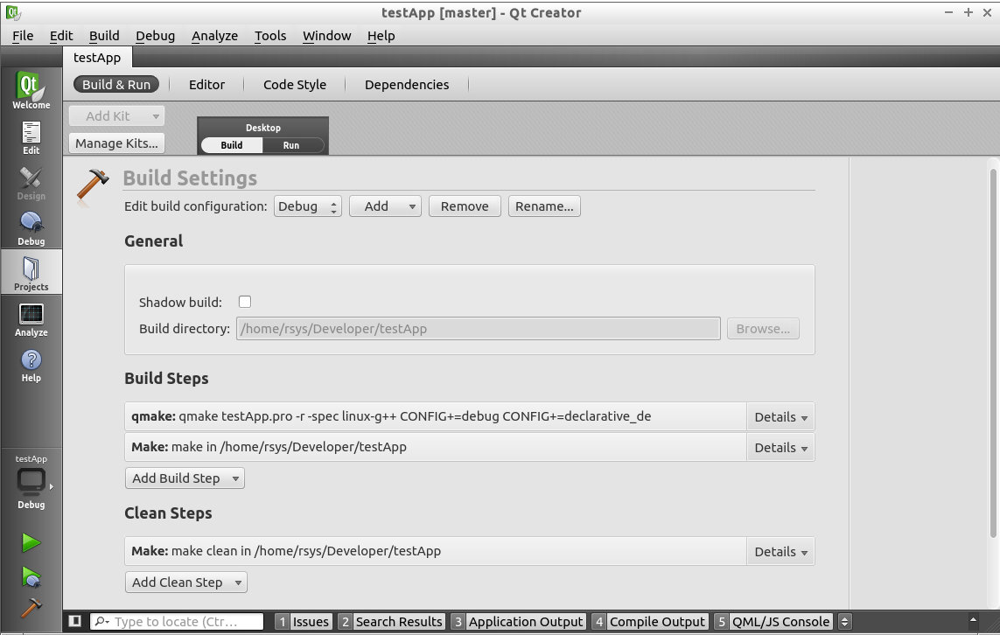 testApp [master] - Qt Creator
File Edit Build Debug Analyze Tools Window Help
testApp
Build & Run Editor Code Style Dependencies
Add Kit
Manage Kits...
Desktop
Build Run
Qt
Welcome
Edit
Design
Debug
Projects
Analyze
Help
testApp
Debug
Build Settings
Edit build configuration: Debug Add Remove Rename...
General
Shadow build:
Build directory: /home/rsys/Developer/testApp Browse...
Build Steps
qmake: qmake testApp.pro -r -spec linux-g++ CONFIG+=debug CONFIG+=declarative_de Details
Make: make in /home/rsys/Developer/testApp Details
Add Build Step
Clean Steps
Make: make clean in /home/rsys/Developer/testApp Details
Add Clean Step
Type to locate (Ctr... 1 Issues 2 Search Results 3 Application Output 4 Compile Output 5 QML/JS Console